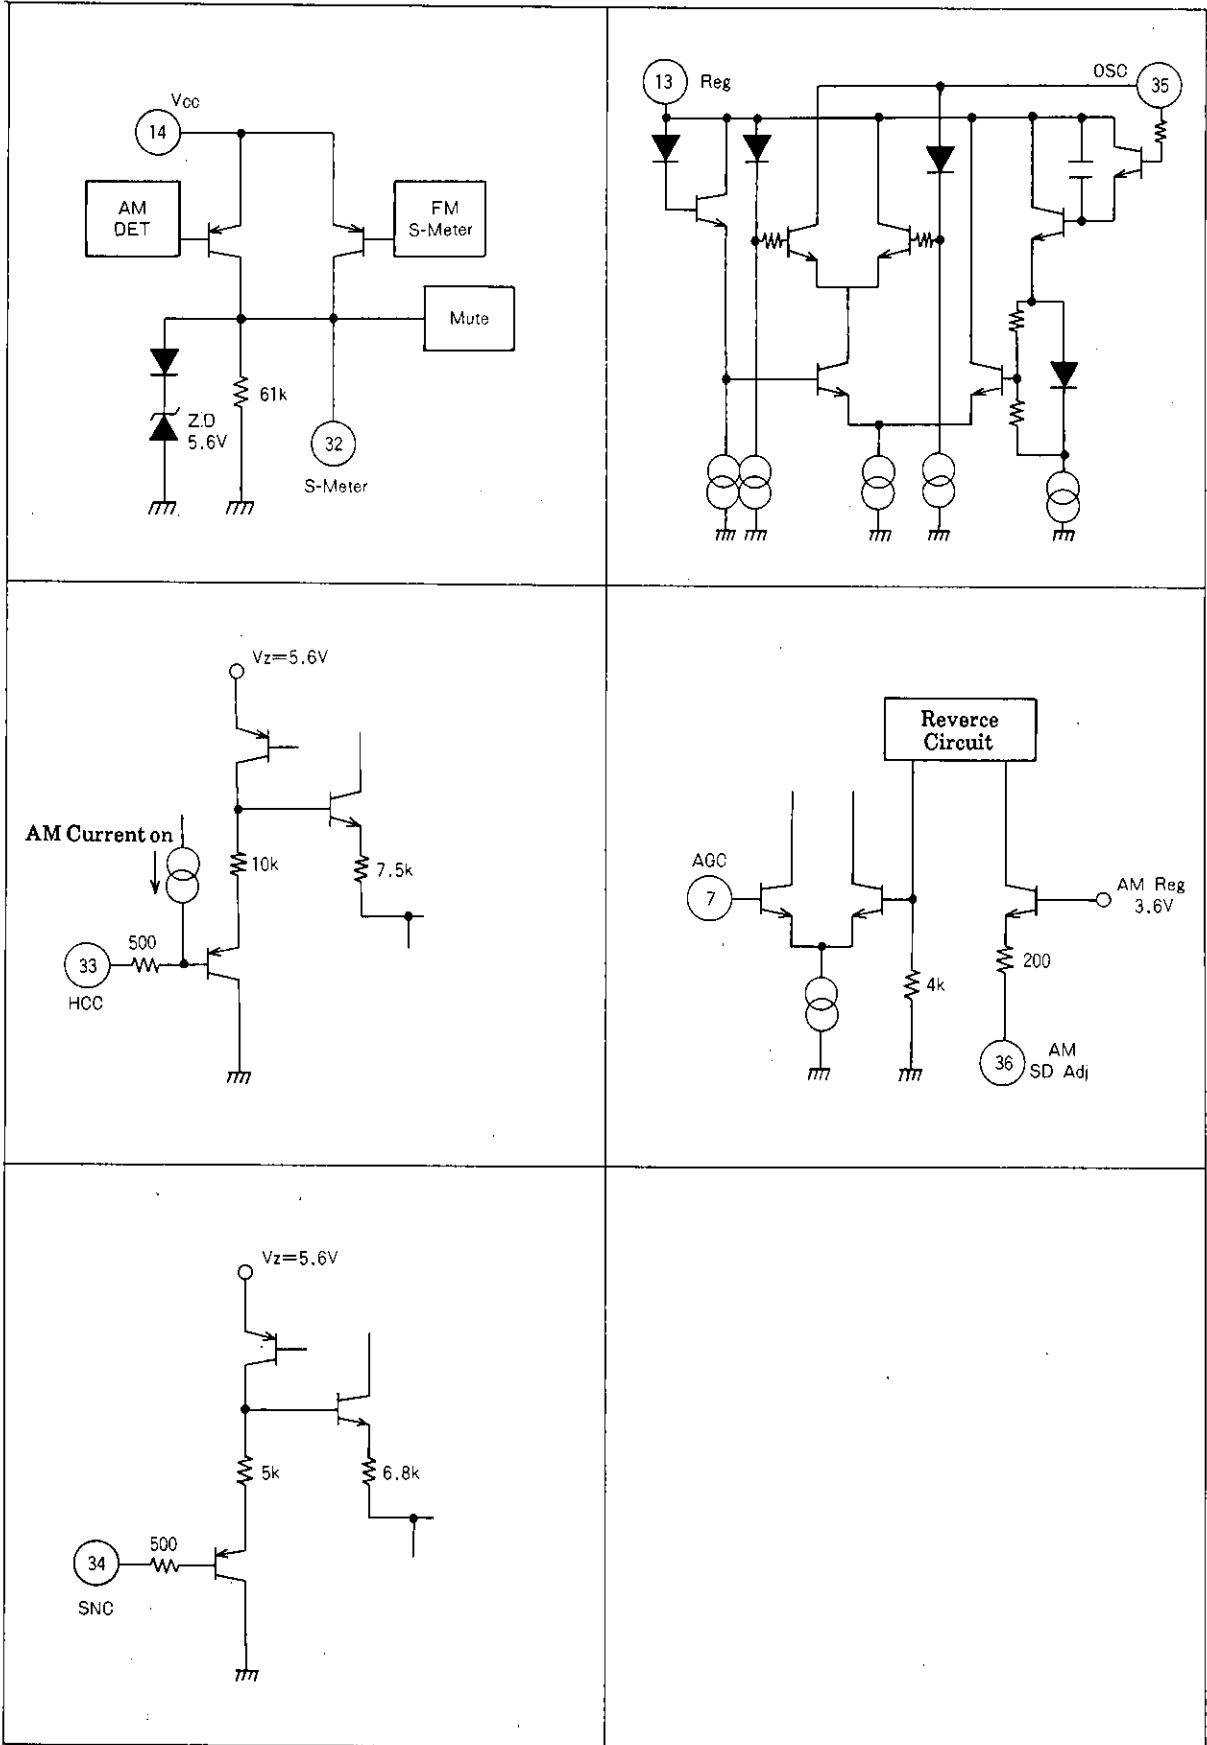 Vcc
14
AM
DET
FM
S-Meter
Mute
61k
Z.D
5.6V
32
S-Meter
13
Reg
OSC
35
Vz=5.6V
AM Current on
10k
7.5k
500
33
HCC
Reverce
Circuit
AGC
7
AM Reg
3.6V
200
4k
36
AM
SD Adj
Vz=5.6V
5k
6.8k
500
34
SNC